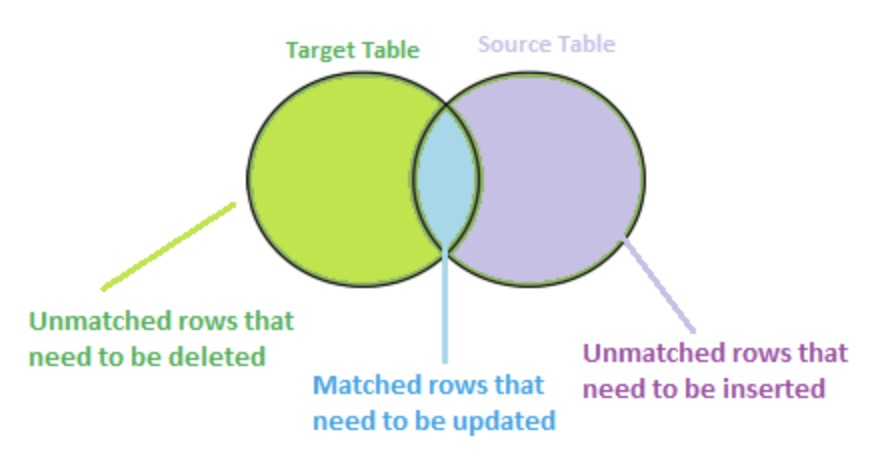 Target Table
Source Table
Unmatched rows that
need to be deleted
Matched rows that
need to be updated
Unmatched rows that
need to be inserted